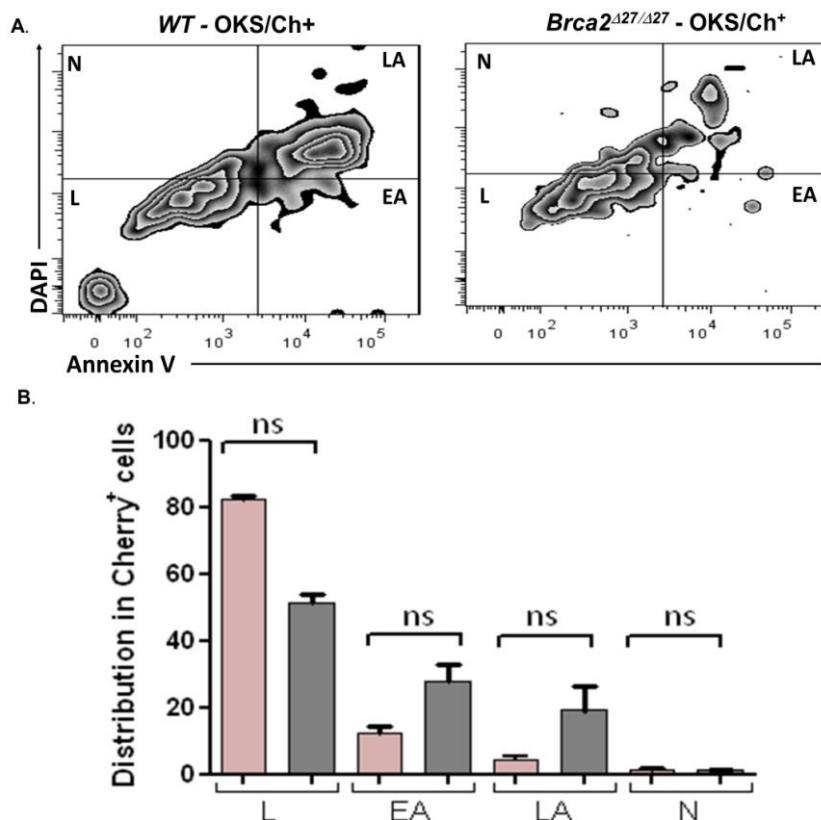 A.
WT - OKS/Ch+
Brca2^Δ27/Δ27 - OKS/Ch⁺
N
LA
L
EA
N
LA
L
EA
DAPI
0 10² 10³ 10⁴ 10⁵
0 10² 10³ 10⁴ 10⁵
Annexin V
B.
Distribution in Cherry⁺ cells
100
80
60
40
20
0
ns
ns
ns
ns
L
EA
LA
N